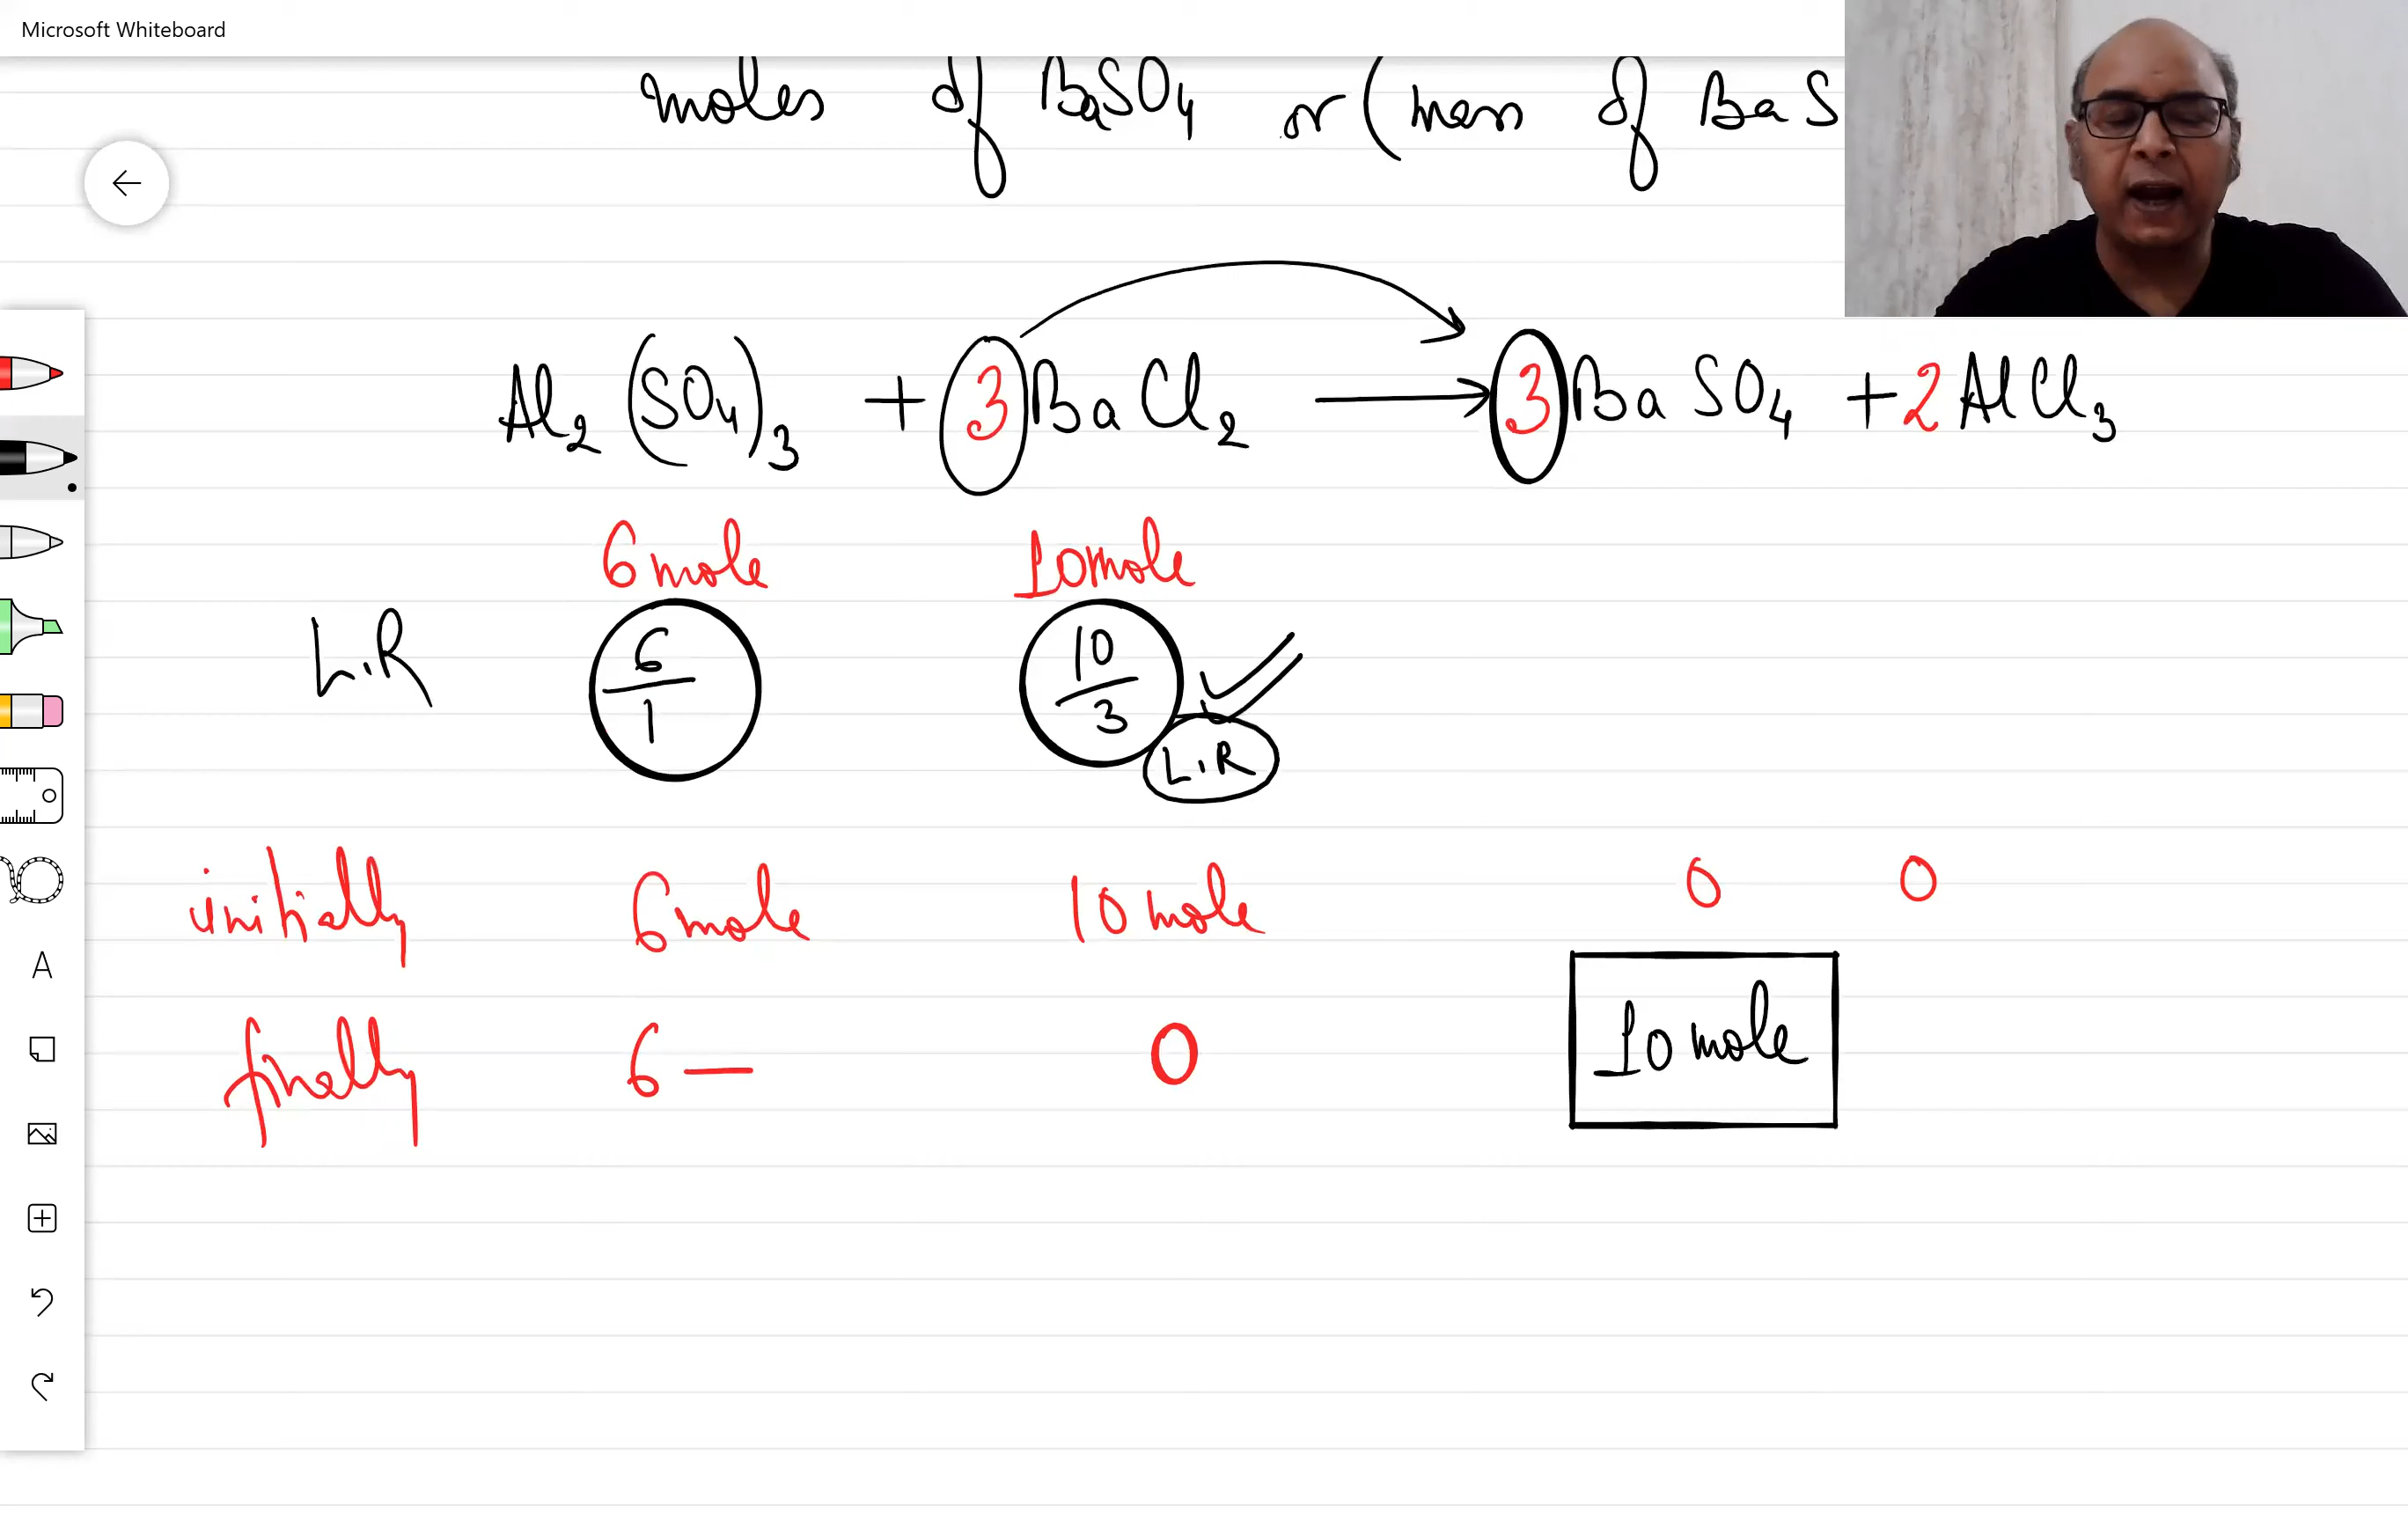 Microsoft Whiteboard
moles of BaSO4 or (mass of BaS
Al2(SO4)3 + 3BaCl2 → 3BaSO4 + 2AlCl3
6 mole 10 mole
L.R 6/1 10/3
L.R
initially 6 mole 10 mole 0 0
finally 6 — 0 10 mole
A